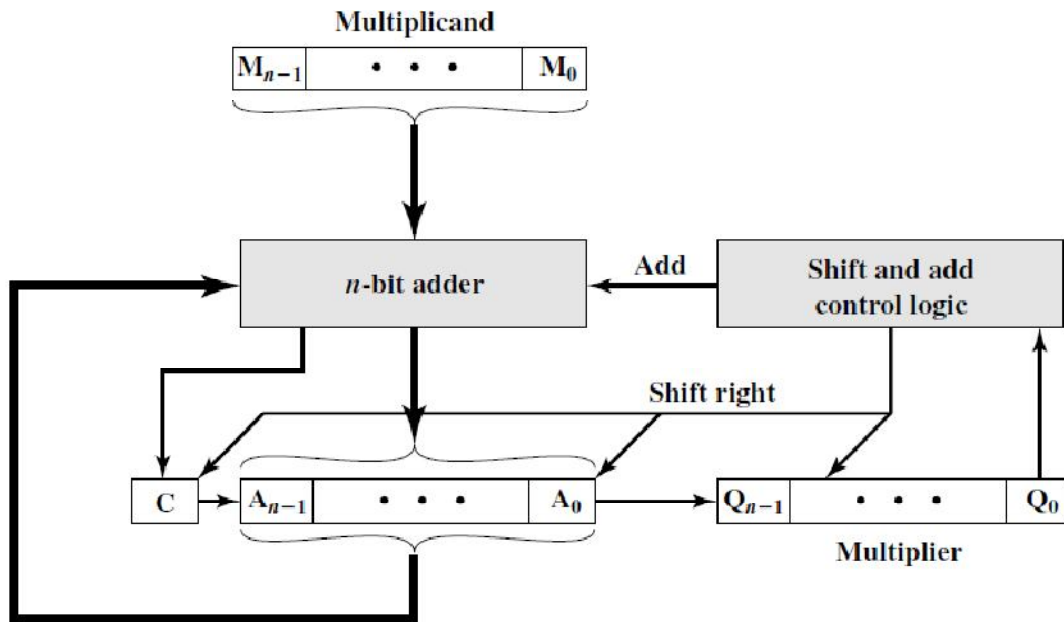 Multiplicand
Mₙ₋₁ • • • M₀
n-bit adder
Add
Shift and add
control logic
Shift right
C
Aₙ₋₁ • • • A₀
Qₙ₋₁ • • • Q₀
Multiplier